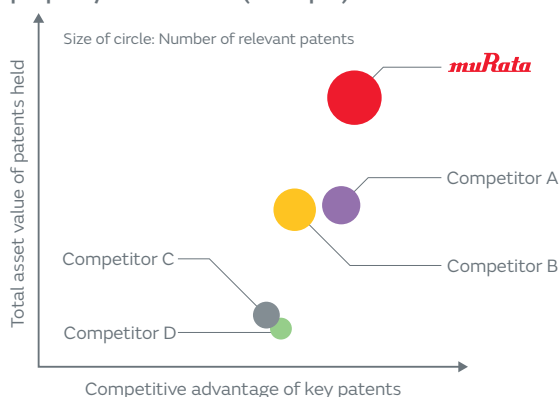 Size of circle: Number of relevant patents
muRata
Total asset value of patents held
Competitor A
Competitor C
Competitor B
Competitor D
Competitive advantage of key patents